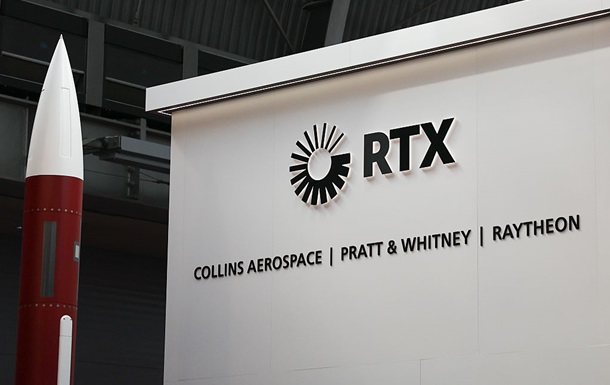 RTX
COLLINS AEROSPACE | PRATT & WHITNEY | RAYTHEON